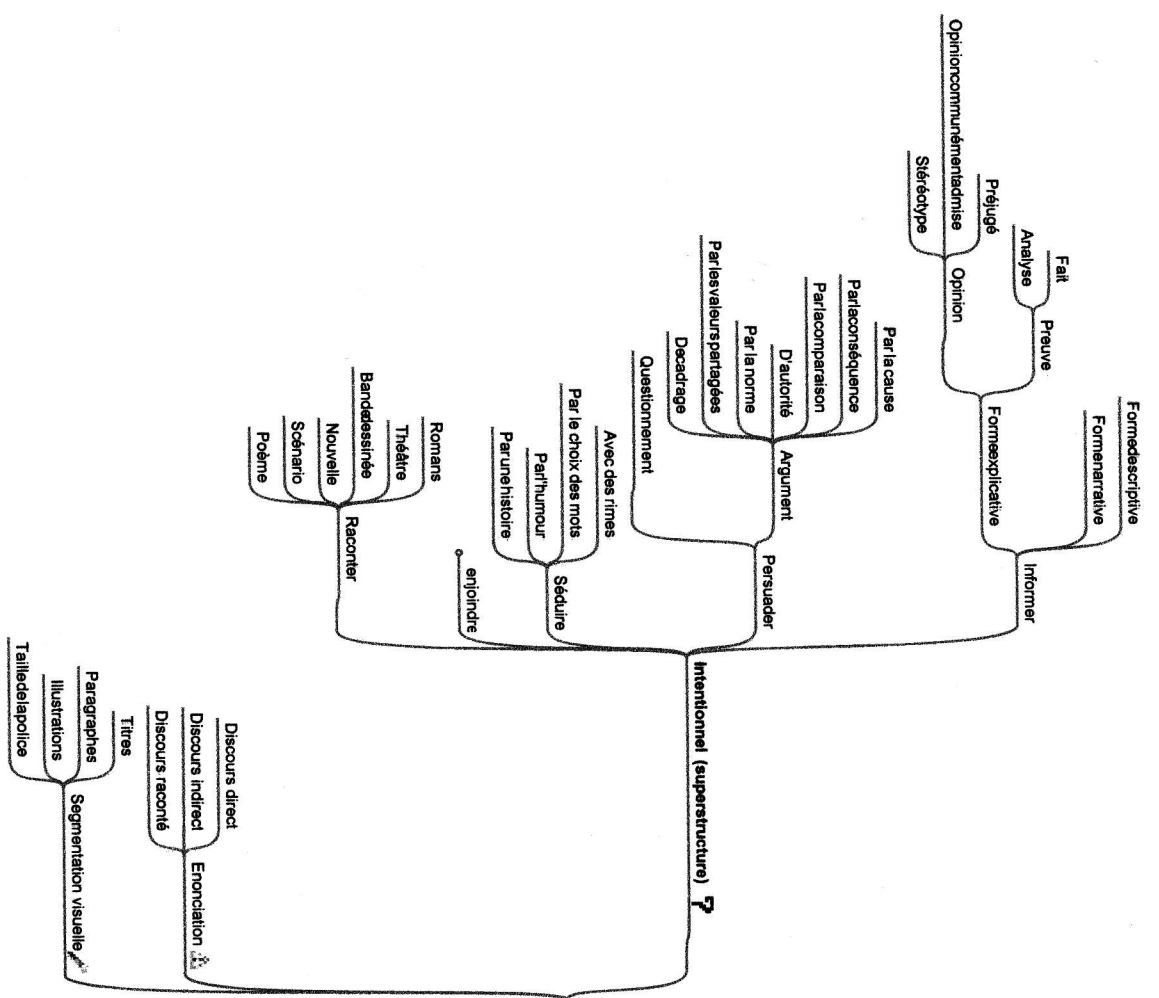 Formedescriptive
Formenarrative
Informer
Fait
Analyse
Preuve
Formeexplicative
Préjugé
Opinioncommunémentadmise
Stéréotype
Opinion
Par la cause
Parlaconséquence
Parlacomparaison
D'autorité
Par la norme
Parlesvaleurspartagées
Decadrage
Argument
Questionnement
Persuader
Avec des rimes
Par le choix des mots
Parl'humour
Parunehistoire
Séduire
enjoindre
Romans
Théâtre
Bandedessinée
Nouvelle
Scénario
Poème
Raconter
Intentionnel (superstructure) ?
Discours direct
Discours indirect
Discours raconté
Enonciation
Titres
Paragraphes
Illustrations
Tailledelapolice
Segmentation visuelle